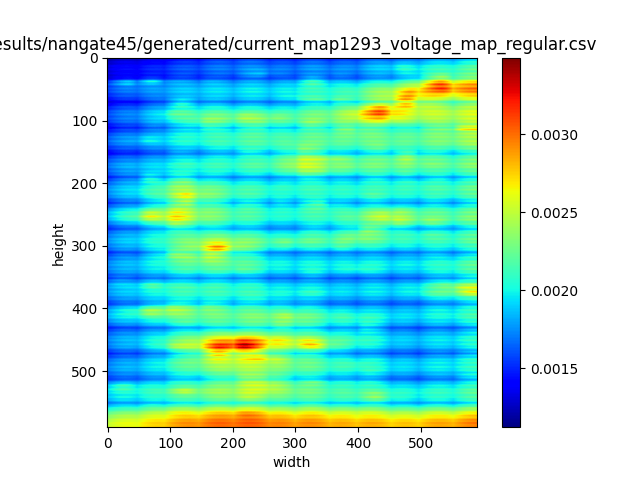 esults/nangate45/generated/current_map1293_voltage_map_regular.csv
0
100
200
300
400
500
height
0 100 200 300 400 500
width
0.0030
0.0025
0.0020
0.0015